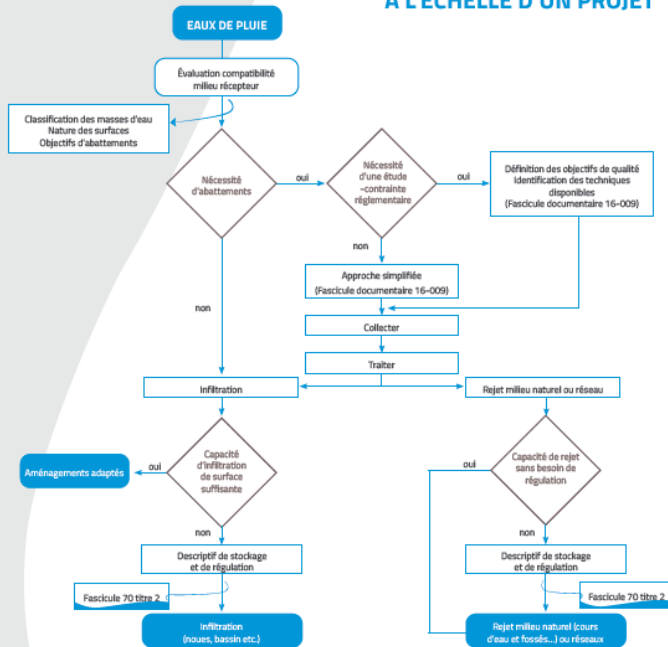 À L'ÉCHELLE D'UN PROJET
EAUX DE PLUIE
Évaluation compatibilité
milieu récepteur
Classification des masses d'eau
Nature des surfaces
Objectifs d'abattements
Nécessité
d'abattements
oui
Nécessité
d'une étude
-contrainte
réglementaire
oui
Définition des objectifs de qualité
Identification des techniques
disponibles
(Fascicule documentaire 16-009)
non
non
Approche simplifiée
(Fascicule documentaire 16-009)
Collecter
Traiter
Infiltration
Rejet milieu naturel ou réseau
Capacité
d'infiltration
de surface
suffisante
oui
Aménagements adaptés
Capacité de rejet
sans besoin de
régulation
oui
non
non
Descriptif de stockage
et de régulation
Descriptif de stockage
et de régulation
Fascicule 70 titre 2
Fascicule 70 titre 2
Infiltration
(noues, bassin etc.)
Rejet milieu naturel (cours
d'eau et fossés...) ou réseaux